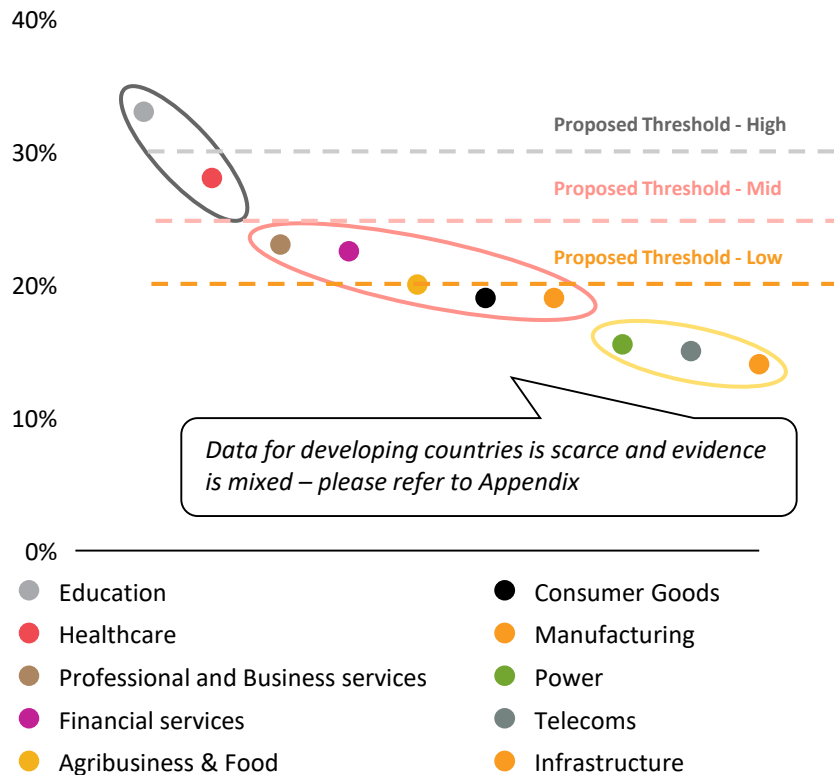 40%
Proposed Threshold - High
30%
Proposed Threshold - Mid
Proposed Threshold - Low
20%
10%
Data for developing countries is scarce and evidence
is mixed – please refer to Appendix
0%
Education
Healthcare
Professional and Business services
Financial services
Agribusiness & Food
Consumer Goods
Manufacturing
Power
Telecoms
Infrastructure